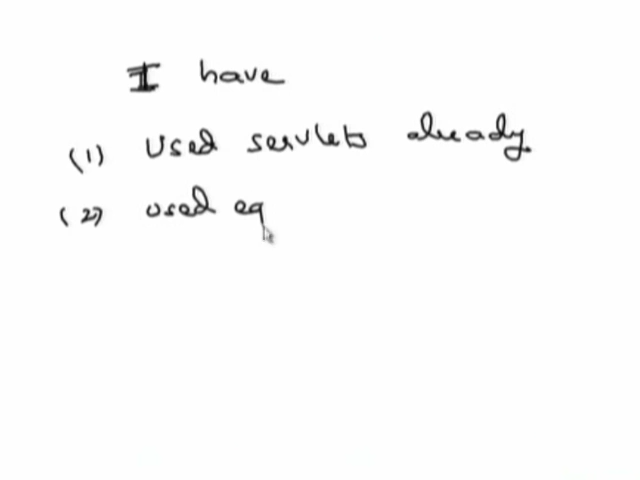 I have
(1) Used servlets already
(2) used eq